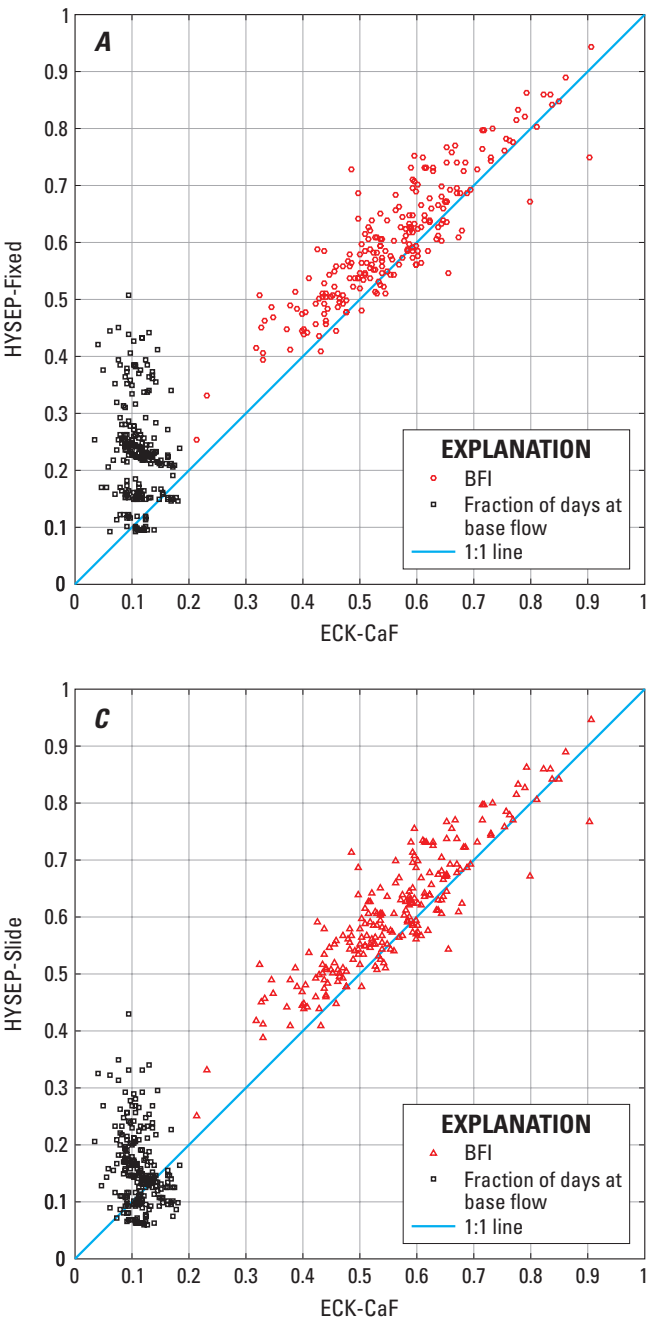 A
1
0.9
0.8
0.7
0.6
0.5
0.4
0.3
0.2
0.1
0
HYSEP-Fixed
EXPLANATION
BFI
Fraction of days at
base flow
1:1 line
0 0.1 0.2 0.3 0.4 0.5 0.6 0.7 0.8 0.9 1
ECK-CaF
C
1
0.9
0.8
0.7
0.6
0.5
0.4
0.3
0.2
0.1
0
HYSEP-Slide
EXPLANATION
BFI
Fraction of days at
base flow
1:1 line
0 0.1 0.2 0.3 0.4 0.5 0.6 0.7 0.8 0.9 1
ECK-CaF